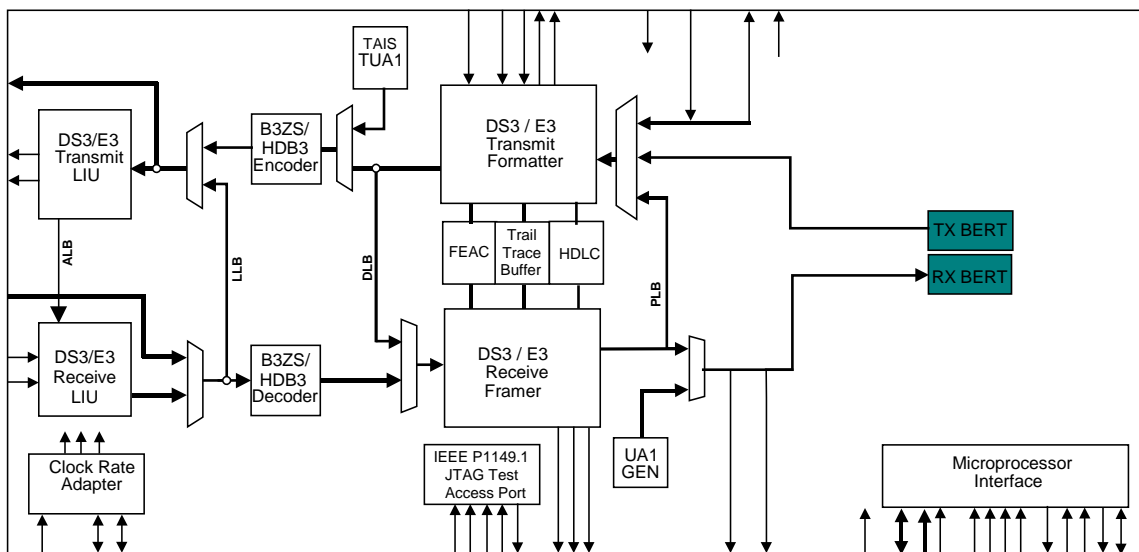 TAIS
TUA1
DS3/E3
Transmit
LIU
B3ZS/
HDB3
Encoder
DS3 / E3
Transmit
Formatter
FEAC
Trail
Trace
Buffer
HDLC
TX BERT
RX BERT
ALB
LLB
DLB
PLB
DS3/E3
Receive
LIU
B3ZS/
HDB3
Decoder
DS3 / E3
Receive
Framer
UA1
GEN
Clock Rate
Adapter
IEEE P1149.1
JTAG Test
Access Port
Microprocessor
Interface